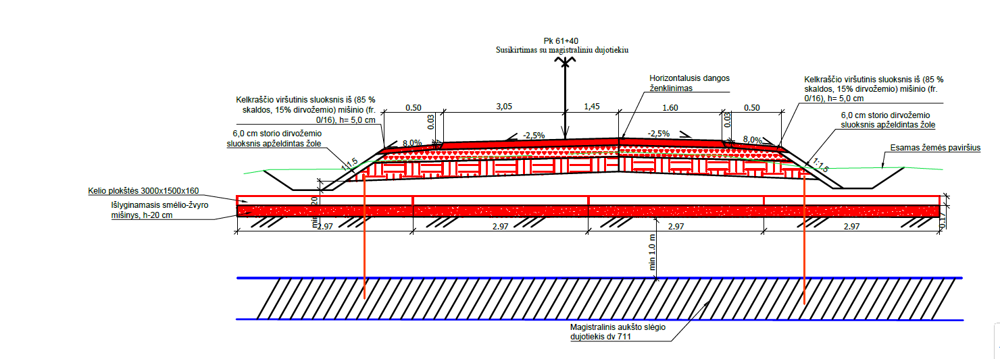 Pk 61+40
Susikirtimas su magistraliniu dujotiekiu
Horizontalusis dangos
ženklinimas
Kelkraščio viršutinis sluoksnis iš (85 %
skaldos, 15% dirvožemio) mišinio (fr.
0/16), h= 5,0 cm
Kelkraščio viršutinis sluoksnis iš (85 %
skaldos, 15% dirvožemio) mišinio (fr.
0/16), h= 5,0 cm
0.50
3,05
1,45
1.60
0.50
0.03
0.03
6,0 cm storio dirvožemio
sluoksnis apželdintas žole
6,0 cm storio dirvožemio
sluoksnis apželdintas žole
8,0%
-2,5%
-2,5%
8,0%
Esamas žemės paviršius
1:1.5
1:1.5
Kelio plokštės 3000x1500x160
Išlyginamasis smėlio-žvyro
mišinys, h-20 cm
0.17
2.97
2.97
2.97
2.97
min 1.0 m
Magistralinis aukšto slėgio
dujotiekis dv 711